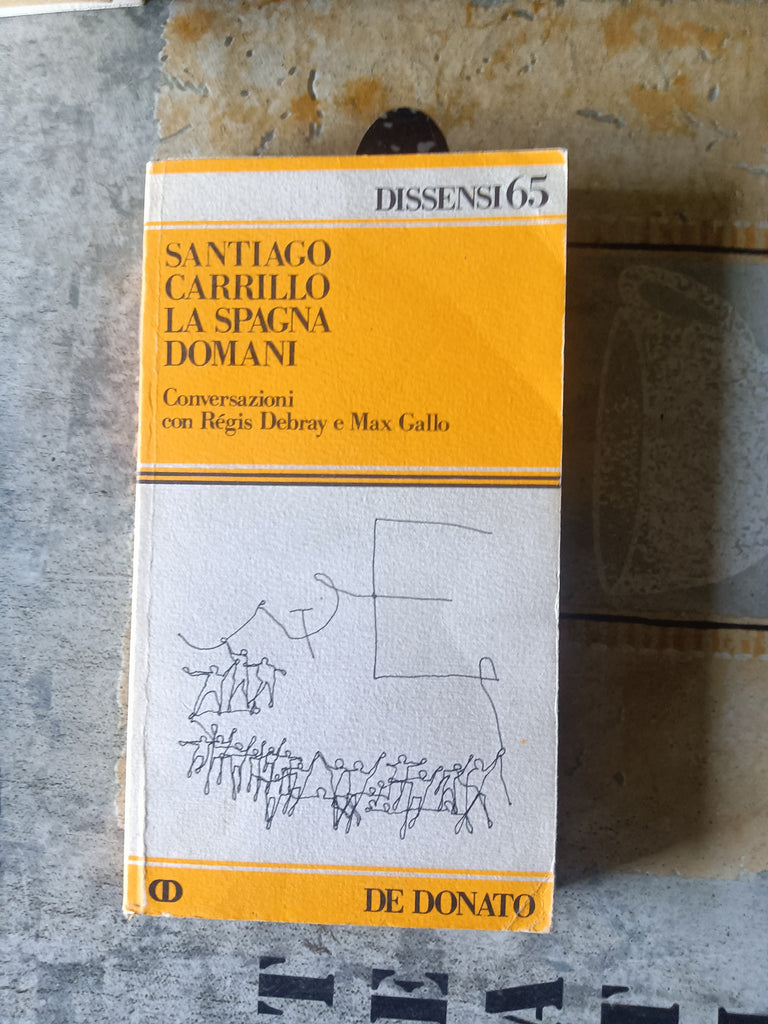 DISSENSI 65
SANTIAGO
CARRILLO
LA SPAGNA
DOMANI
Conversazioni
con Régis Debray e Max Gallo
DE DONATO